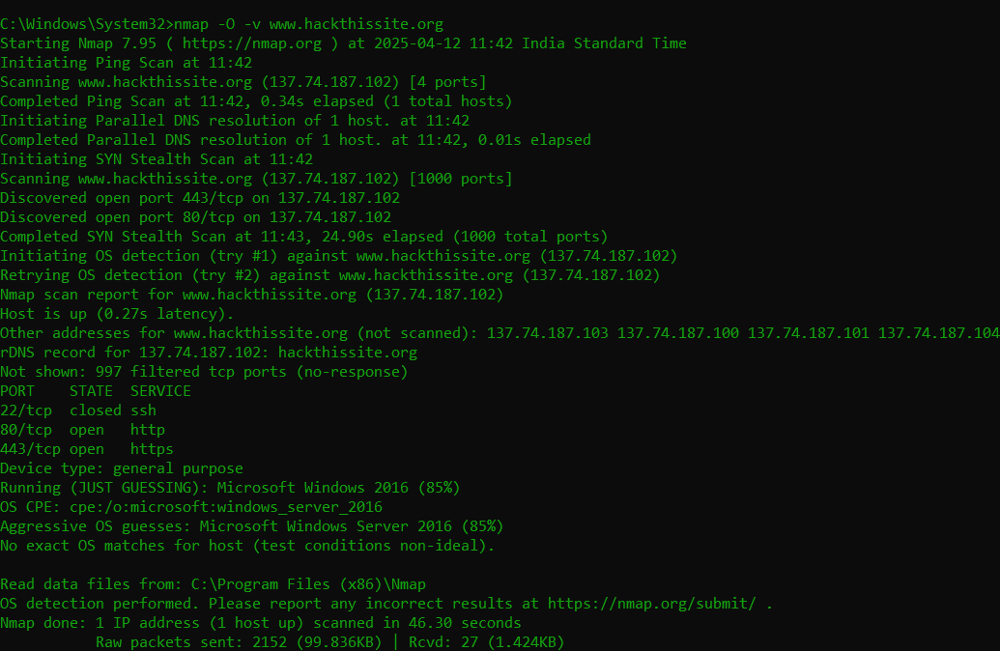 C:\Windows\System32>nmap -O -v www.hackthissite.org
Starting Nmap 7.95 ( https://nmap.org ) at 2025-04-12 11:42 India Standard Time
Initiating Ping Scan at 11:42
Scanning www.hackthissite.org (137.74.187.102) [4 ports]
Completed Ping Scan at 11:42, 0.34s elapsed (1 total hosts)
Initiating Parallel DNS resolution of 1 host. at 11:42
Completed Parallel DNS resolution of 1 host. at 11:42, 0.01s elapsed
Initiating SYN Stealth Scan at 11:42
Scanning www.hackthissite.org (137.74.187.102) [1000 ports]
Discovered open port 443/tcp on 137.74.187.102
Discovered open port 80/tcp on 137.74.187.102
Completed SYN Stealth Scan at 11:43, 24.90s elapsed (1000 total ports)
Initiating OS detection (try #1) against www.hackthissite.org (137.74.187.102)
Retrying OS detection (try #2) against www.hackthissite.org (137.74.187.102)
Nmap scan report for www.hackthissite.org (137.74.187.102)
Host is up (0.27s latency).
Other addresses for www.hackthissite.org (not scanned): 137.74.187.103 137.74.187.100 137.74.187.101 137.74.187.104
rDNS record for 137.74.187.102: hackthissite.org
Not shown: 997 filtered tcp ports (no-response)
PORT    STATE  SERVICE
22/tcp  closed ssh
80/tcp  open   http
443/tcp open   https
Device type: general purpose
Running (JUST GUESSING): Microsoft Windows 2016 (85%)
OS CPE: cpe:/o:microsoft:windows_server_2016
Aggressive OS guesses: Microsoft Windows Server 2016 (85%)
No exact OS matches for host (test conditions non-ideal).

Read data files from: C:\Program Files (x86)\Nmap
OS detection performed. Please report any incorrect results at https://nmap.org/submit/ .
Nmap done: 1 IP address (1 host up) scanned in 46.30 seconds
           Raw packets sent: 2152 (99.836KB) | Rcvd: 27 (1.424KB)